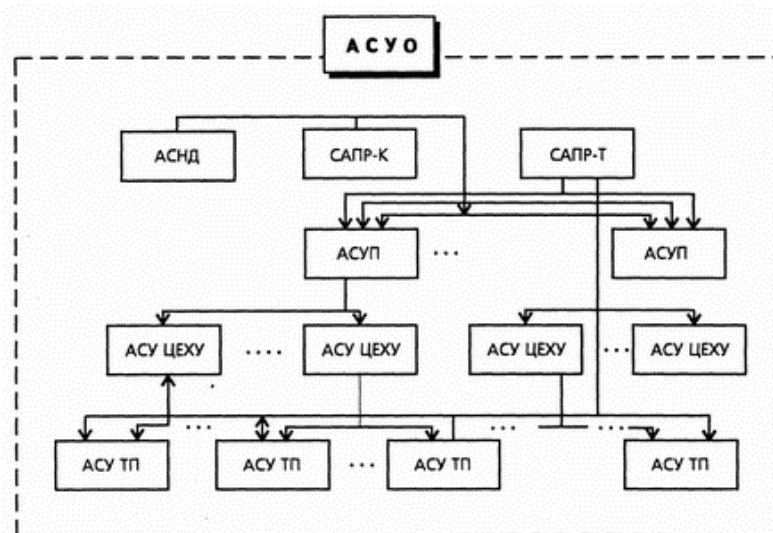 АСУО
АСНД САПР-К САПР-Т
АСУП ... АСУП
АСУ ЦЕХУ .... АСУ ЦЕХУ АСУ ЦЕХУ ... АСУ ЦЕХУ
... ... ...
АСУ ТП АСУ ТП ... АСУ ТП АСУ ТП